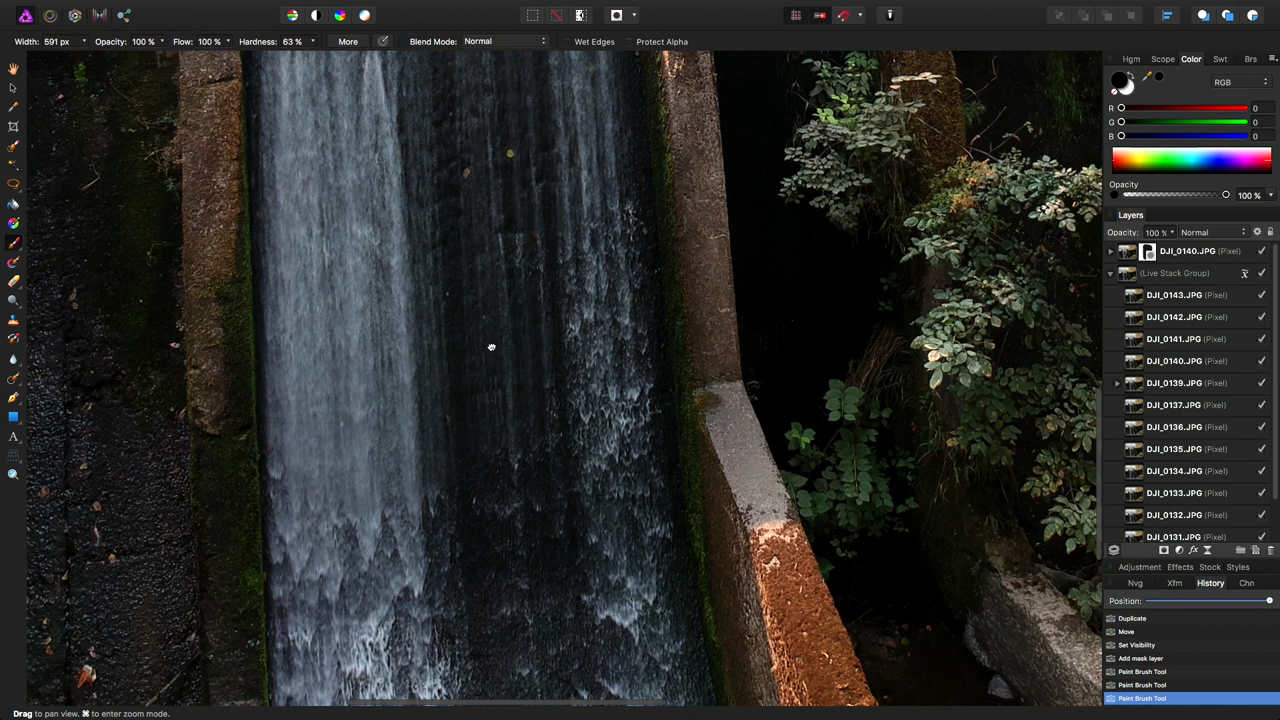 Width: 591 px Opacity: 100 % Flow: 100 % Hardness: 63 % More Blend Mode: Normal Wet Edges Protect Alpha
Hgm Scope Color Swt Brs
RGB
R 0
G 0
B 0
Opacity
100 %
Layers
Opacity: 100 % Normal
DJI_0140.JPG (Pixel)
(Live Stack Group)
DJI_0143.JPG (Pixel)
DJI_0142.JPG (Pixel)
DJI_0141.JPG (Pixel)
DJI_0140.JPG (Pixel)
DJI_0139.JPG (Pixel)
DJI_0137.JPG (Pixel)
DJI_0136.JPG (Pixel)
DJI_0135.JPG (Pixel)
DJI_0134.JPG (Pixel)
DJI_0133.JPG (Pixel)
DJI_0132.JPG (Pixel)
DJI_0131.JPG (Pixel)
Adjustment Effects Stock Styles
Nvg Xfm History Chn
Position:
Duplicate
Move
Set Visibility
Add mask layer
Paint Brush Tool
Paint Brush Tool
Paint Brush Tool
Drag to pan view. ⌘ to enter zoom mode.